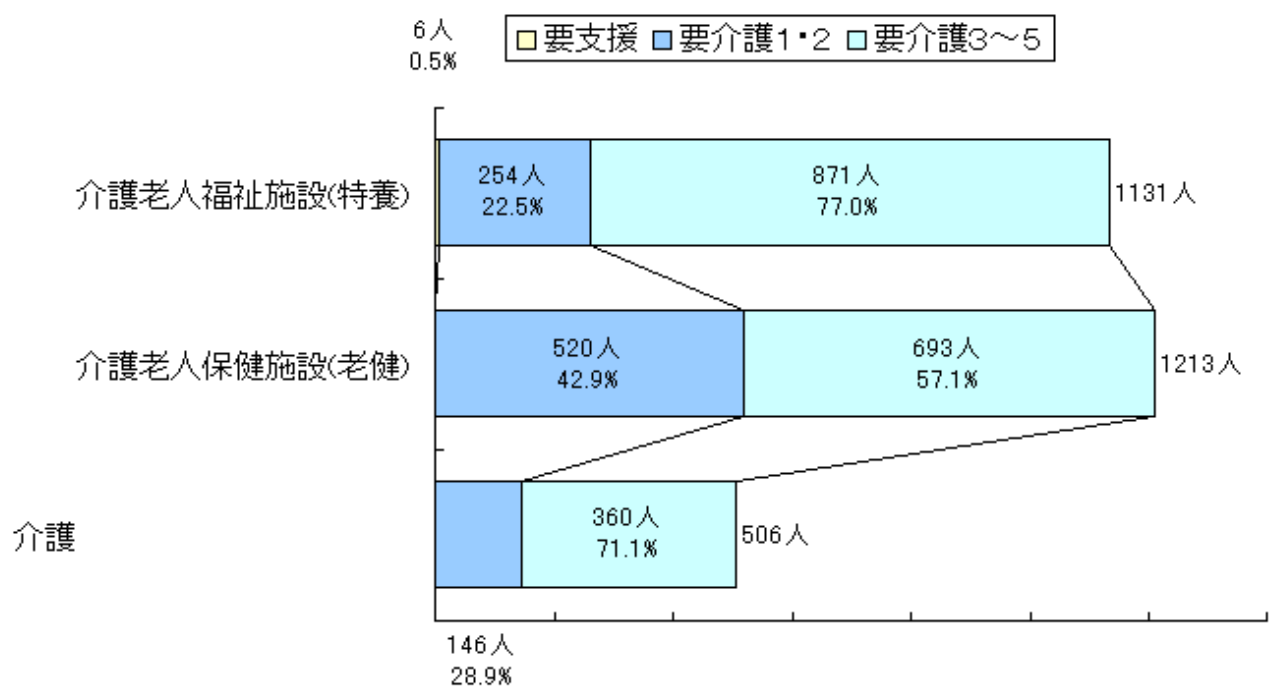 6人
0.5%
要支援 要介護1・2 要介護3～5
介護老人福祉施設(特養)
254人
22.5%
871人
77.0%
1131人
介護老人保健施設(老健)
520人
42.9%
693人
57.1%
1213人
介護
360人
71.1%
506人
146人
28.9%